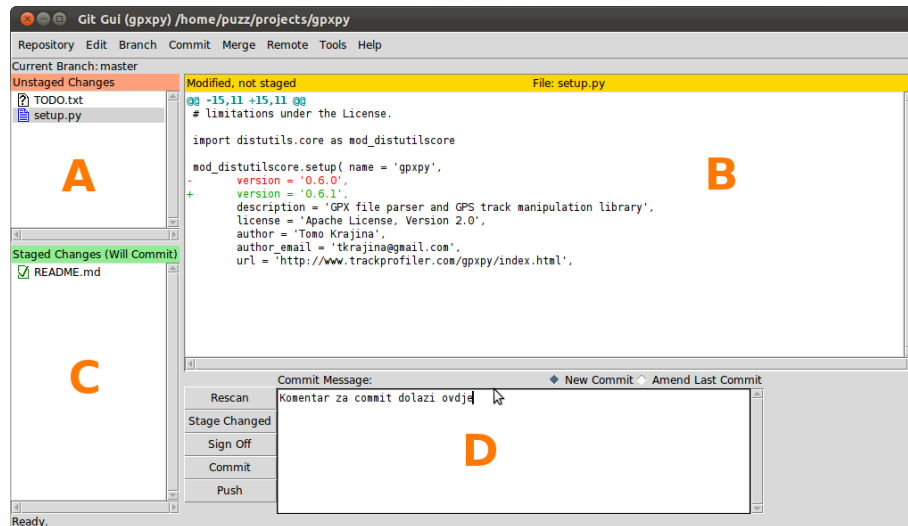 Git Gui (gpxpy) /home/puzz/projects/gpxpy
Repository Edit Branch Commit Merge Remote Tools Help
Current Branch: master
Unstaged Changes
TODO.txt
setup.py
A
Modified, not staged File: setup.py
@@ -15,11 +15,11 @@
# limitations under the License.
import distutils.core as mod_distutilscore
mod_distutilscore.setup( name = 'gpxpy',
- version = '0.6.0',
+ version = '0.6.1',
description = 'GPX file parser and GPS track manipulation library',
license = 'Apache License, Version 2.0',
author = 'Tomo Krajina',
author_email = 'tkrajina@gmail.com',
url = 'http://www.trackprofiler.com/gpxpy/index.html',
B
Staged Changes (Will Commit)
README.md
C
Commit Message: New Commit Amend Last Commit
Rescan
Stage Changed
Sign Off
Commit
Push
Komentar za commit dolazi ovdje
D
Ready.